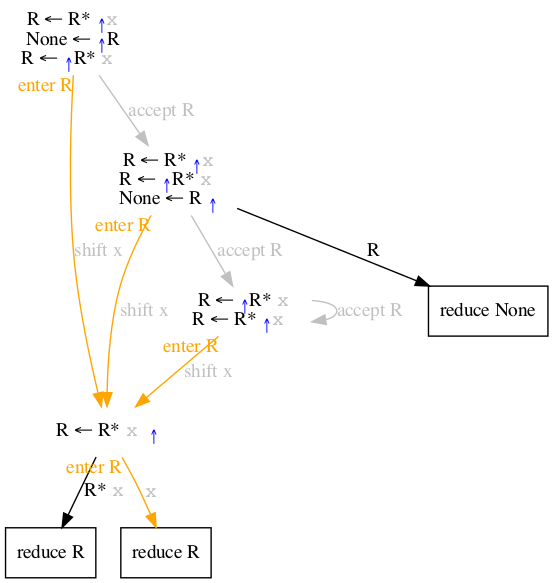 R ← R* ↑x
None ← ↑R
R ← ↑R* x
enter R
accept R
R ← R* ↑x
R ← ↑R* x
None ← R ↑
enter R
R
shift x
accept R
R ← ↑R* x
R ← R* ↑x
accept R
shift x
reduce None
enter R
shift x
R ← R* x ↑
enter R
R* x
x
reduce R
reduce R